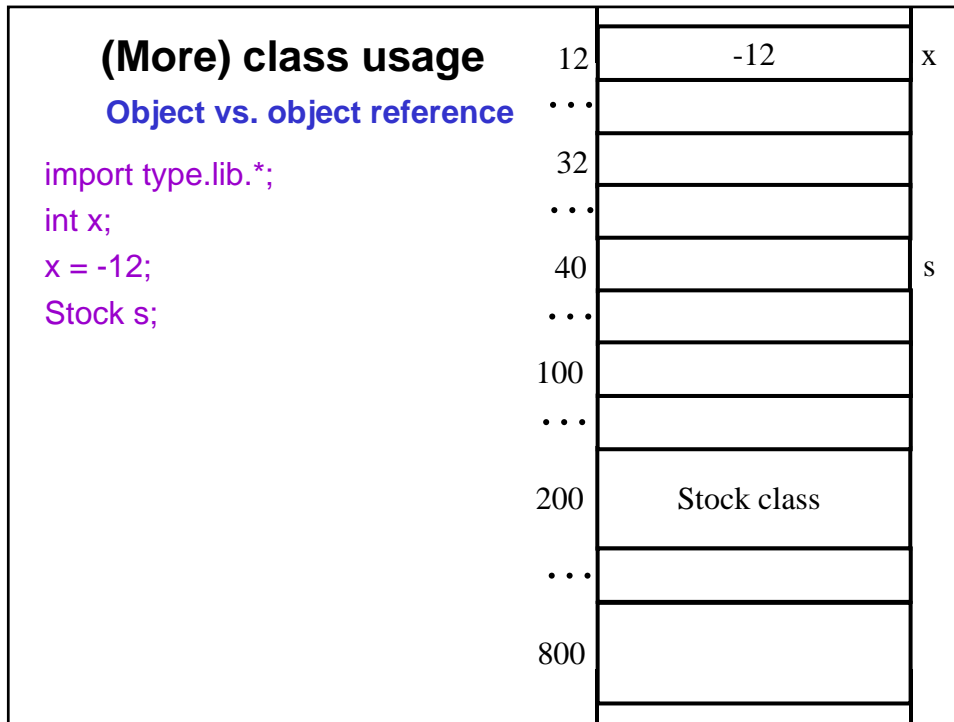 (More) class usage
Object vs. object reference
import type.lib.*;
int x;
x = -12;
Stock s;
12 -12 x
...
32
...
40 s
...
100
...
200 Stock class
...
800